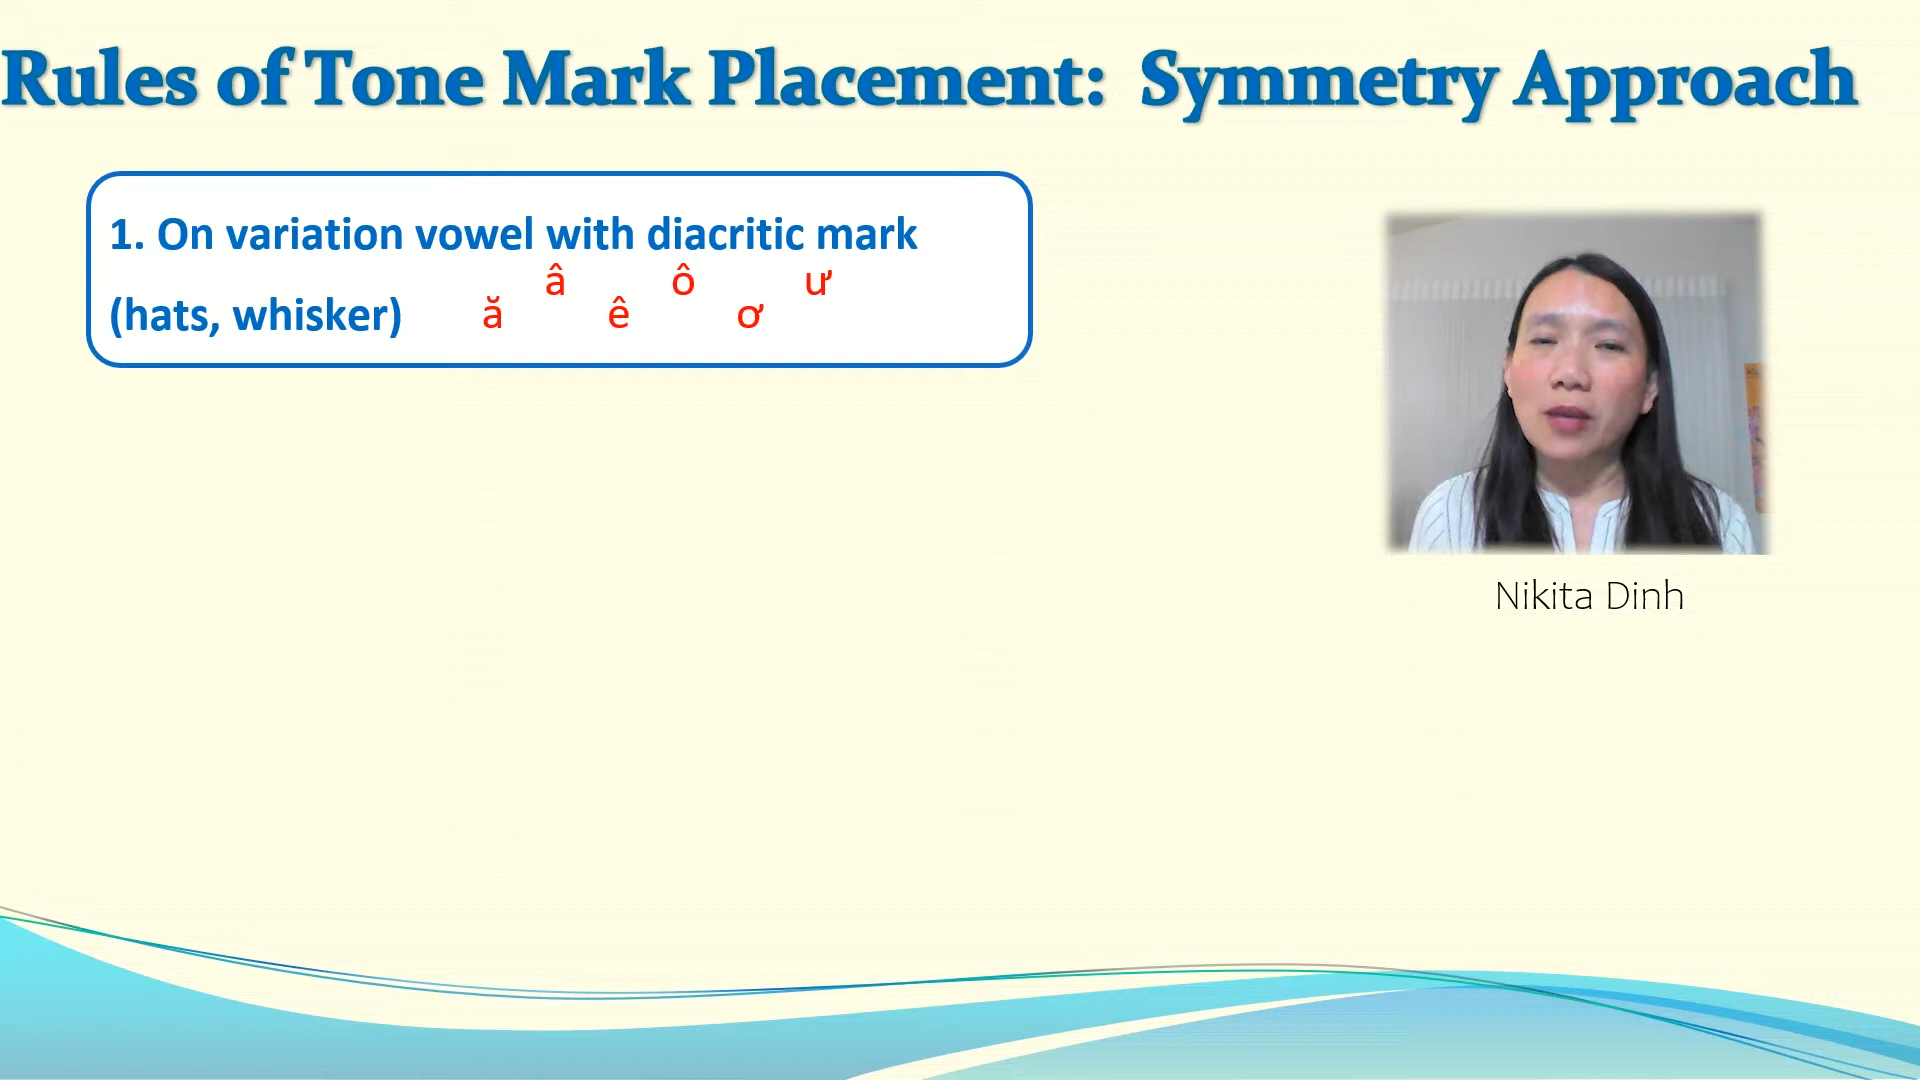 Rules of Tone Mark Placement: Symmetry Approach
1. On variation vowel with diacritic mark
(hats, whisker) ă â ê ô ơ ư
Nikita Dinh